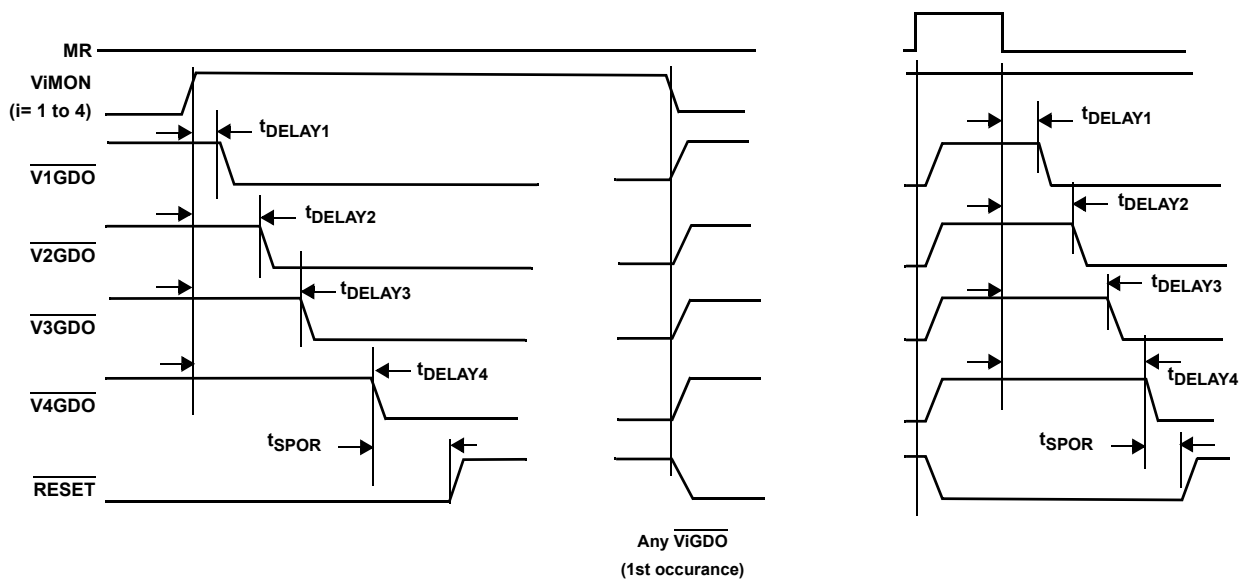 MR
ViMON
(i= 1 to 4)
tDELAY1
V1GDO
tDELAY2
V2GDO
tDELAY3
V3GDO
tDELAY4
V4GDO
tSPOR
RESET
Any ViGDO
(1st occurance)
tDELAY1
tDELAY2
tDELAY3
tDELAY4
tSPOR